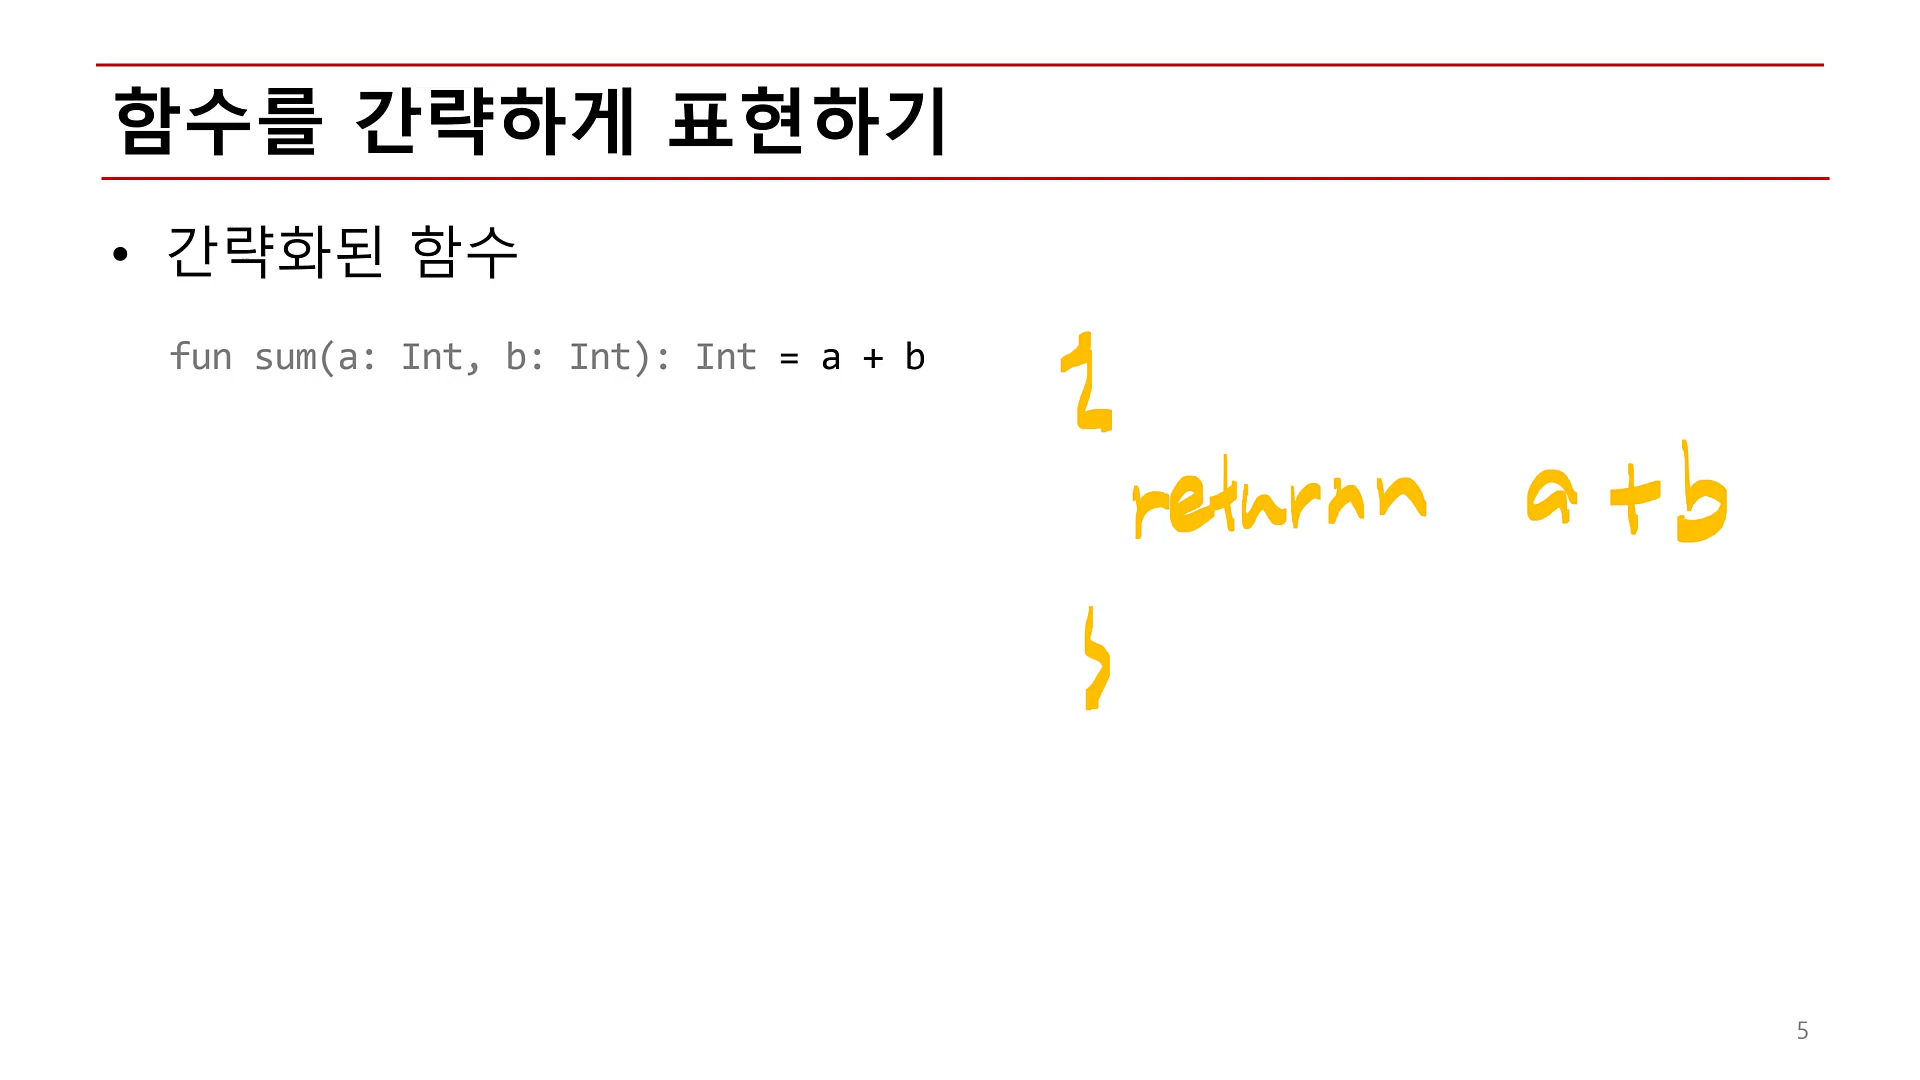 함수를 간략하게 표현하기
• 간략화된 함수
fun sum(a: Int, b: Int): Int = a + b
{
returnn a+b
}
5